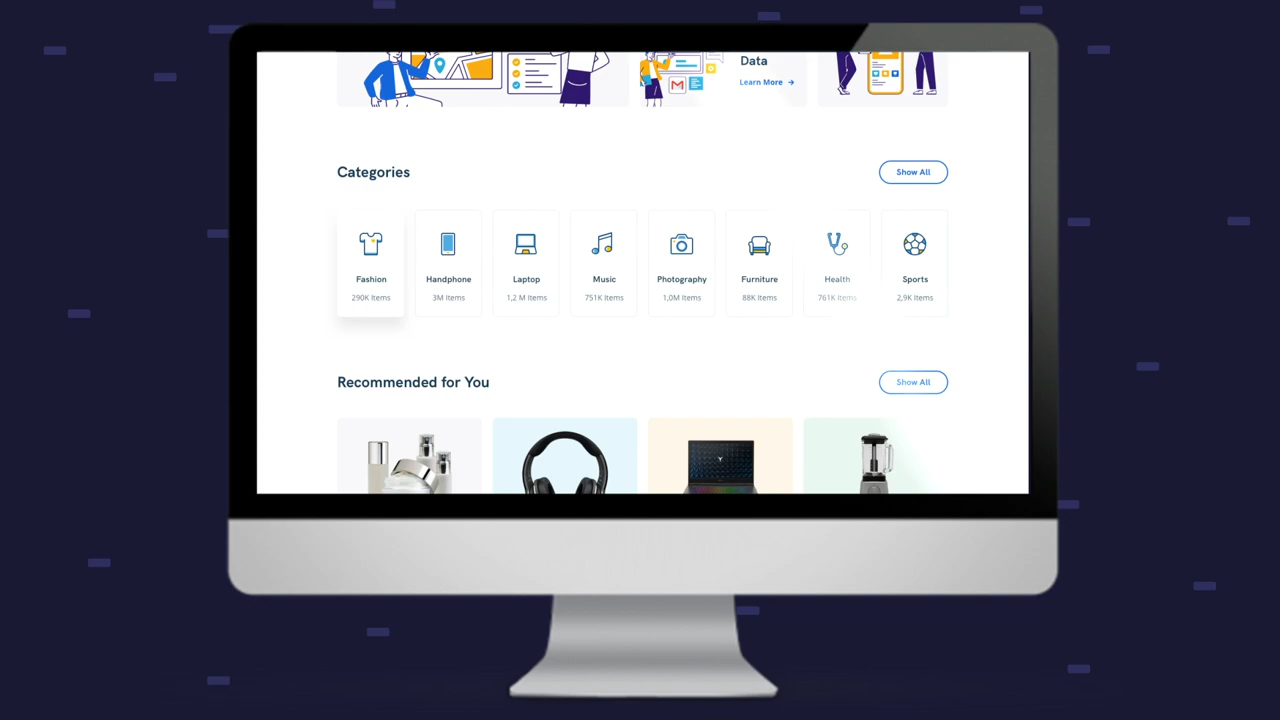 Data
Learn More →
Categories
Show All
Fashion
290K Items
Handphone
3M Items
Laptop
1,2 M Items
Music
751K Items
Photography
1,0M Items
Furniture
88K Items
Health
761K Items
Sports
2,9K Items
Recommended for You
Show All